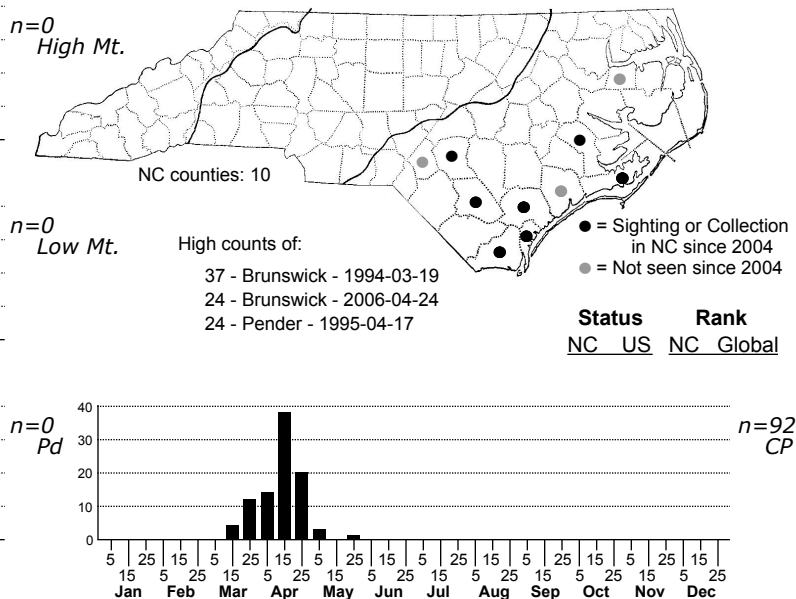 n=0
High Mt.
NC counties: 10
n=0
Low Mt.
High counts of:
37 - Brunswick - 1994-03-19
24 - Brunswick - 2006-04-24
24 - Pender - 1995-04-17
= Sighting or Collection
in NC since 2004
= Not seen since 2004
Status Rank
NC US NC Global
n=0
Pd
n=92
CP
40
30
20
10
0
5 25 15 5 25 15 5 25 15 5 25 15 5 25 15 5 25 15
15 5 25 15 5 25 15 5 25 15 5 25 15 5 25 15 5 25
Jan Feb Mar Apr May Jun Jul Aug Sep Oct Nov Dec